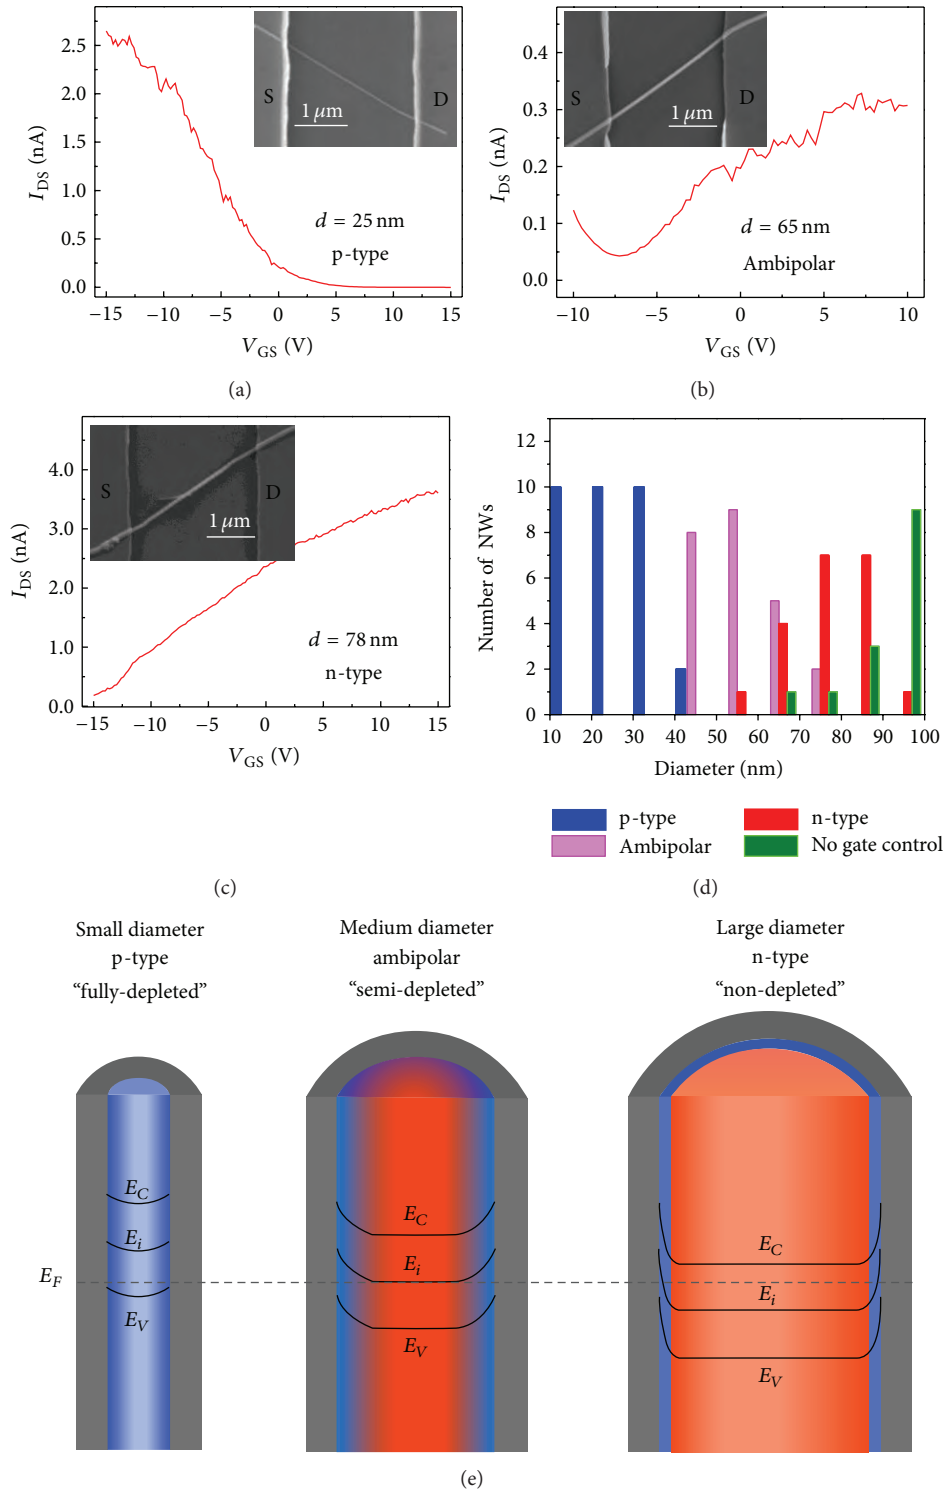 2.5
2.0
1.5
1.0
0.5
0.0
I_DS (nA)
S
D
1 μm
d = 25 nm
p-type
−15 −10 −5 0 5 10 15
V_GS (V)
(a)
0.4
0.3
0.2
0.1
0.0
I_DS (nA)
S
D
1 μm
d = 65 nm
Ambipolar
−10 −5 0 5 10
V_GS (V)
(b)
4.0
3.0
2.0
1.0
0.0
I_DS (nA)
S
D
1 μm
d = 78 nm
n-type
−15 −10 −5 0 5 10 15
V_GS (V)
(c)
12
10
8
6
4
2
0
Number of NWs
10 20 30 40 50 60 70 80 90 100
Diameter (nm)
p-type
n-type
Ambipolar
No gate control
(d)
Small diameter
p-type
“fully-depleted”
Medium diameter
ambipolar
“semi-depleted”
Large diameter
n-type
“non-depleted”
E_F
E_C
E_i
E_V
E_C
E_i
E_V
E_C
E_i
E_V
(e)